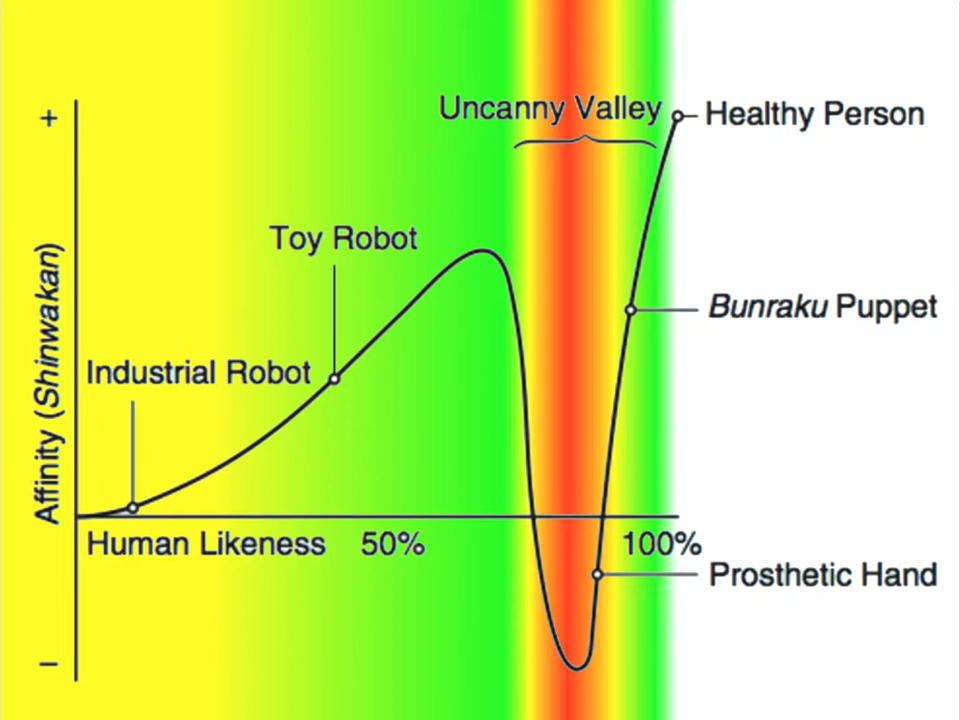 +
Uncanny Valley
Healthy Person
Toy Robot
Bunraku Puppet
Industrial Robot
Affinity (Shinwakan)
Human Likeness
50%
100%
Prosthetic Hand
–